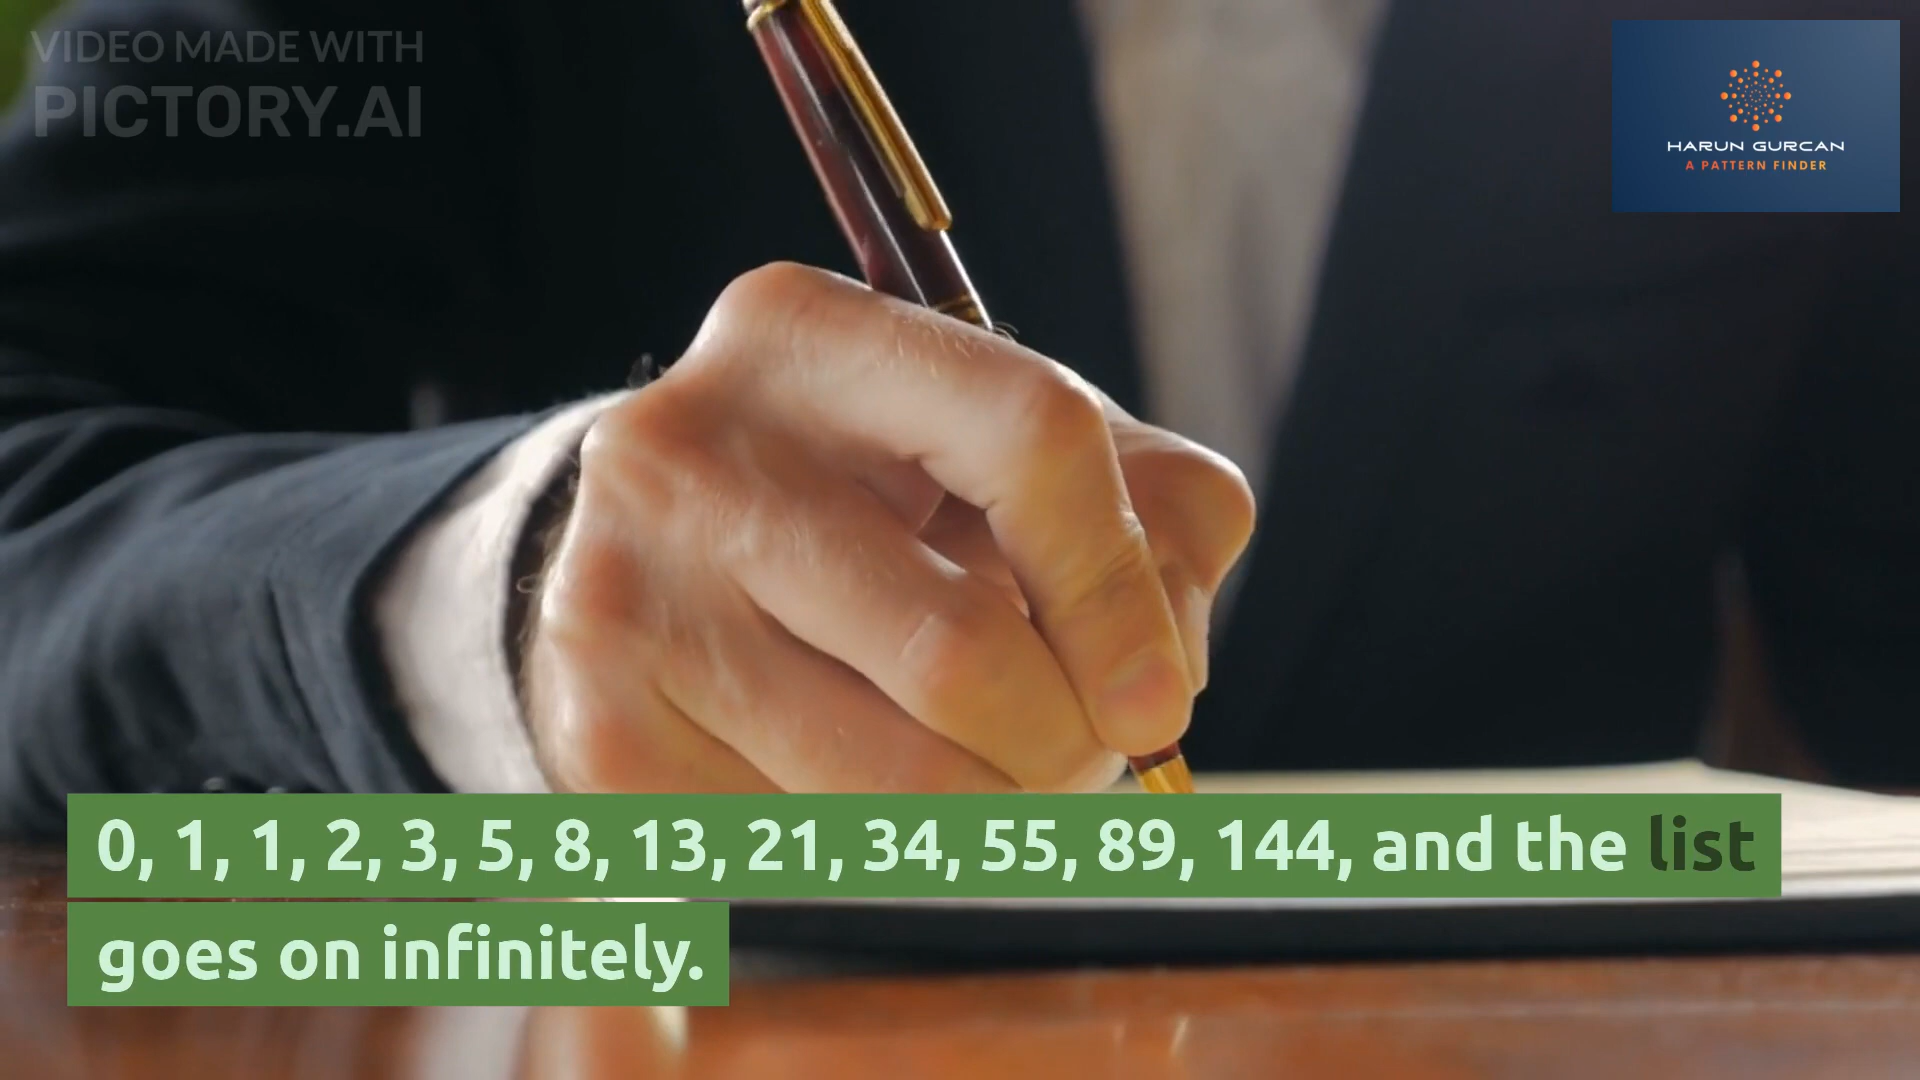 VIDEO MADE WITH
PICTORY.AI
HARUN GURCAN
A PATTERN FINDER
0, 1, 1, 2, 3, 5, 8, 13, 21, 34, 55, 89, 144, and the list
goes on infinitely.